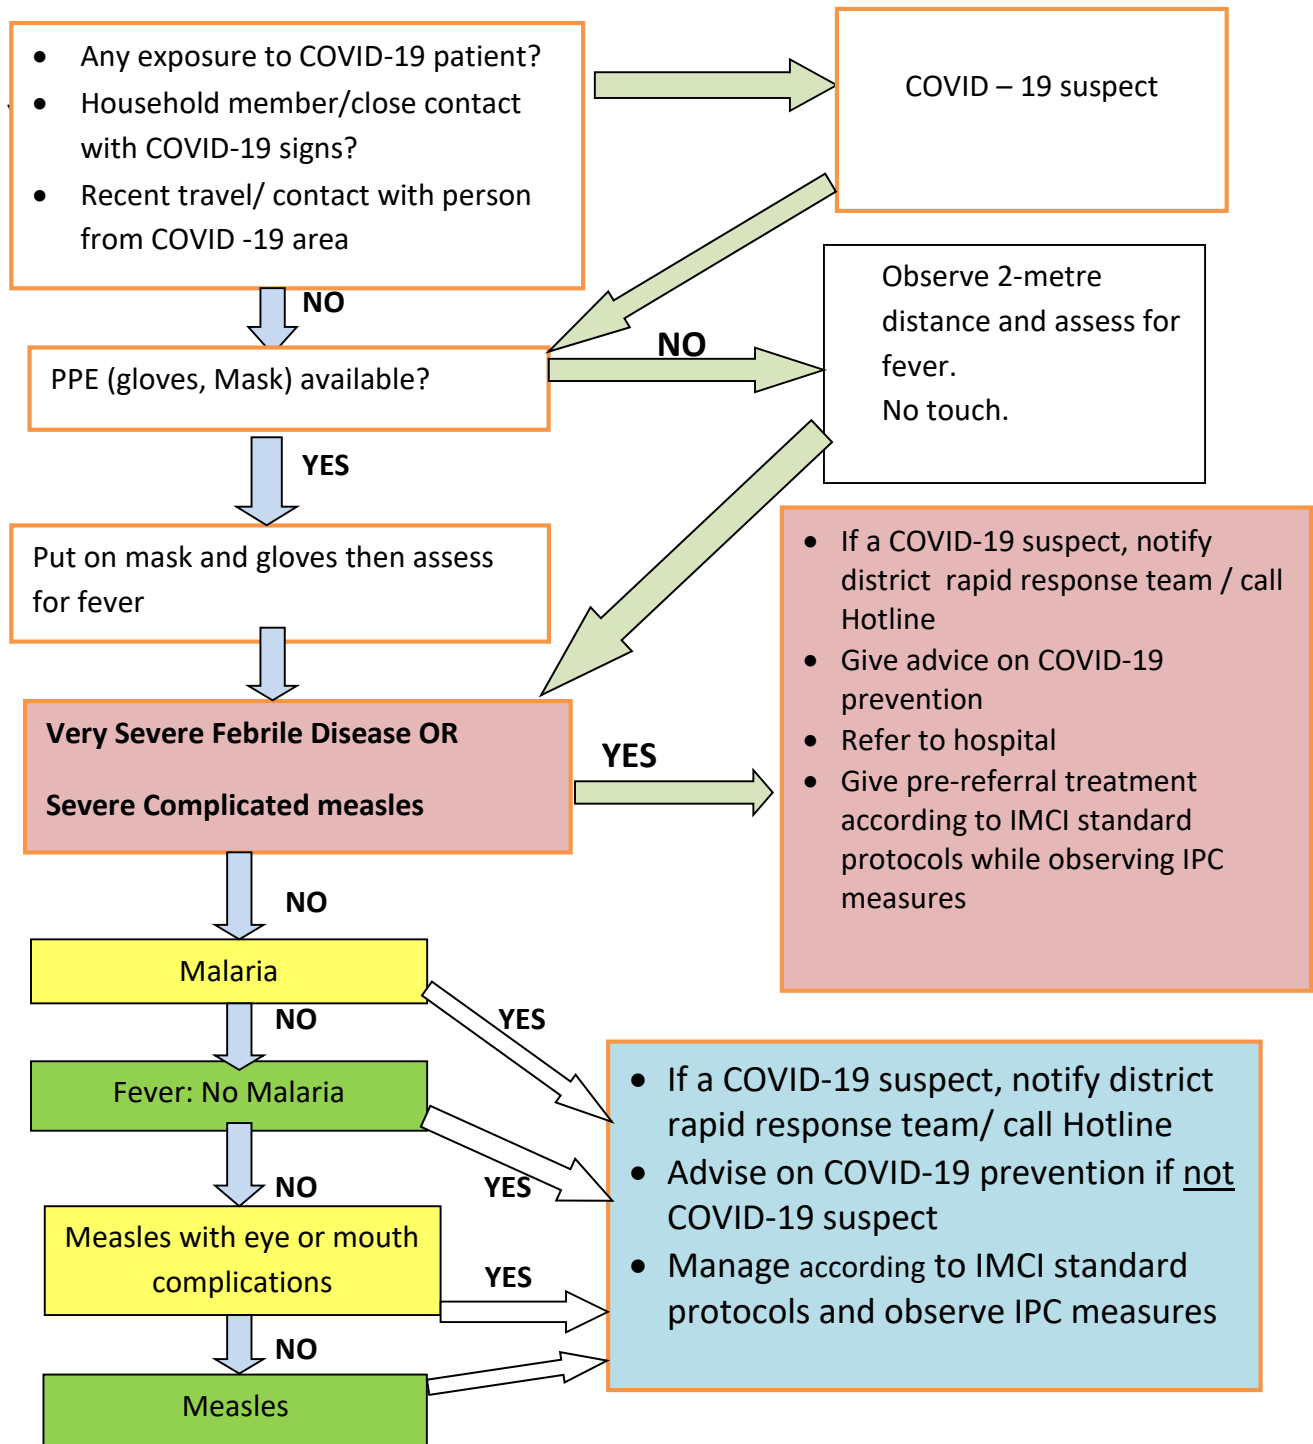 • Any exposure to COVID-19 patient?
• Household member/close contact
with COVID-19 signs?
• Recent travel/ contact with person
from COVID -19 area
COVID – 19 suspect
NO
PPE (gloves, Mask) available?
NO
Observe 2-metre
distance and assess for
fever.
No touch.
YES
Put on mask and gloves then assess
for fever
Very Severe Febrile Disease OR
Severe Complicated measles
YES
• If a COVID-19 suspect, notify
district rapid response team / call
Hotline
• Give advice on COVID-19
prevention
• Refer to hospital
• Give pre-referral treatment
according to IMCI standard
protocols while observing IPC
measures
NO
Malaria
YES
NO
Fever: No Malaria
YES
NO
Measles with eye or mouth
complications
YES
NO
Measles
• If a COVID-19 suspect, notify district
rapid response team/ call Hotline
• Advise on COVID-19 prevention if not
COVID-19 suspect
• Manage according to IMCI standard
protocols and observe IPC measures